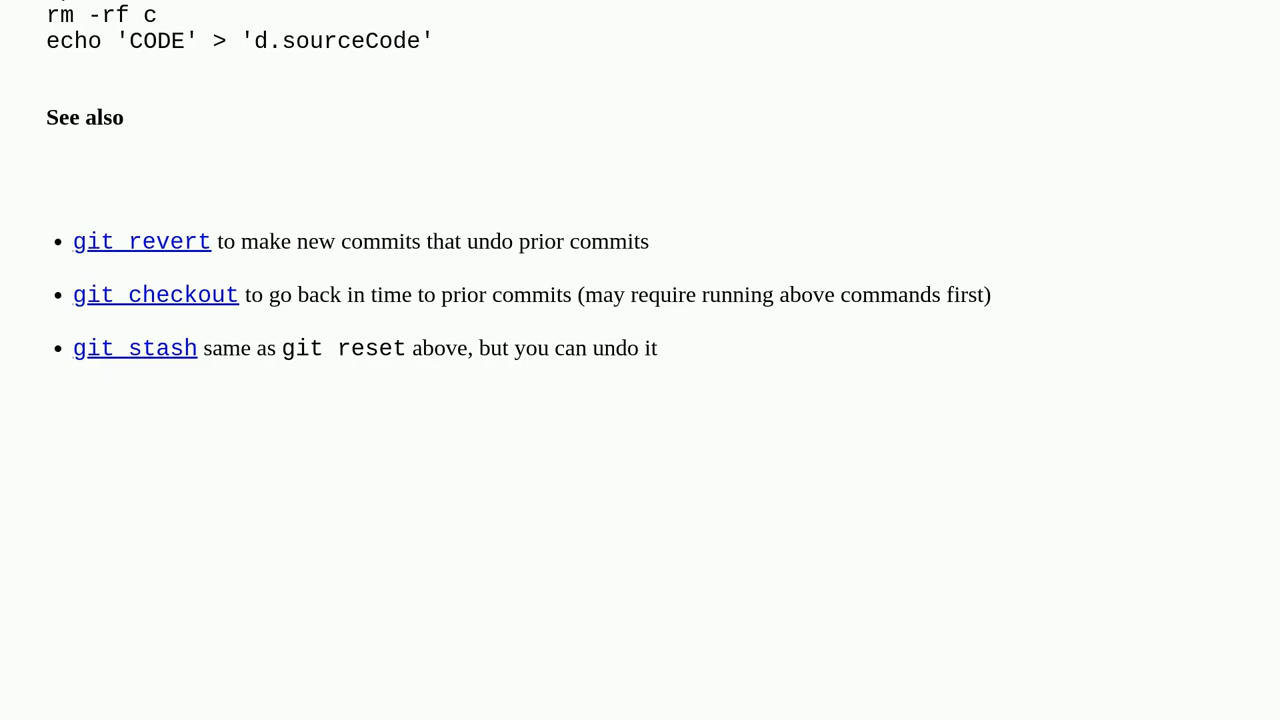 rm -rf c
echo 'CODE' > 'd.sourceCode'
See also
• git revert to make new commits that undo prior commits
• git checkout to go back in time to prior commits (may require running above commands first)
• git stash same as git reset above, but you can undo it